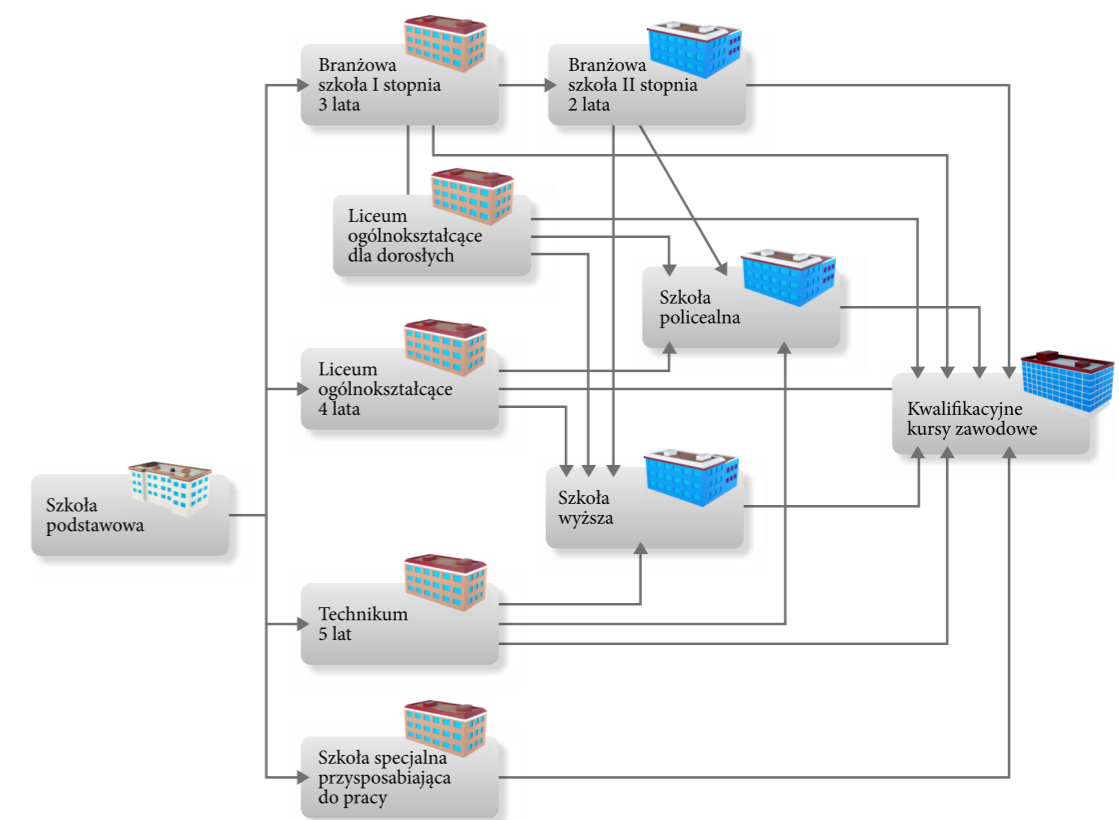 Branżowa
szkoła I stopnia
3 lata
Branżowa
szkoła II stopnia
2 lata
Liceum
ogólnokształcące
dla dorosłych
Szkoła
policealna
Liceum
ogólnokształcące
4 lata
Kwalifikacyjne
kursy zawodowe
Szkoła
podstawowa
Szkoła
wyższa
Technikum
5 lat
Szkoła specjalna
przysposabiająca
do pracy